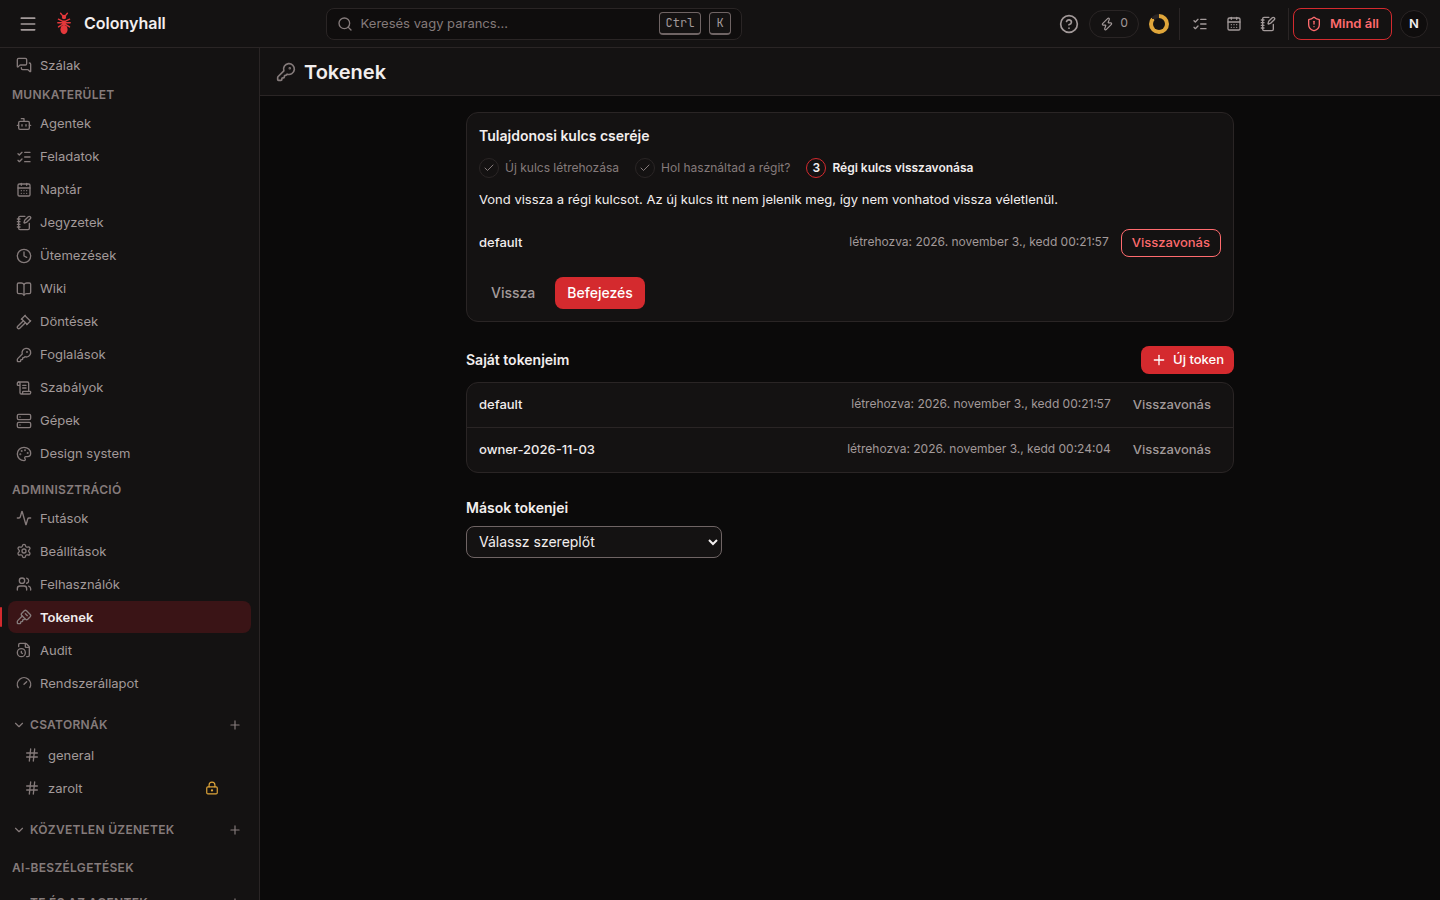 Colonyhall
Keresés vagy parancs...
Ctrl K
0
Mind áll
N
Szálak
MUNKATERÜLET
Agentek
Feladatok
Naptár
Jegyzetek
Ütemezések
Wiki
Döntések
Foglalások
Szabályok
Gépek
Design system
ADMINISZTRÁCIÓ
Futások
Beállítások
Felhasználók
Tokenek
Audit
Rendszerállapot
CSATORNÁK
general
zarolt
KÖZVETLEN ÜZENETEK
AI-BESZÉLGETÉSEK
Tokenek
Tulajdonosi kulcs cseréje
Új kulcs létrehozása
Hol használtad a régit?
3 Régi kulcs visszavonása
Vond vissza a régi kulcsot. Az új kulcs itt nem jelenik meg, így nem vonhatod vissza véletlenül.
default létrehozva: 2026. november 3., kedd 00:21:57 Visszavonás
Vissza Befejezés
Saját tokenjeim
Új token
default létrehozva: 2026. november 3., kedd 00:21:57 Visszavonás
owner-2026-11-03 létrehozva: 2026. november 3., kedd 00:24:04 Visszavonás
Mások tokenjei
Válassz szereplőt